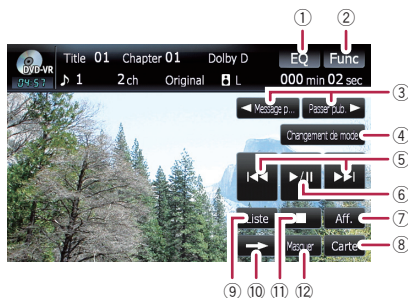 ① ②
DVD-VR Title 01 Chapter 01 Dolby D EQ Func
04:57 ♪ 1 2 ch Original L 000 min 02 sec
◀ Message p... Passer pub. ▶ ③
Changement de mode ④
⑤
⑥
Liste Aff. ⑦
Masquer Carte ⑧
⑨ ⑩ ⑪ ⑫